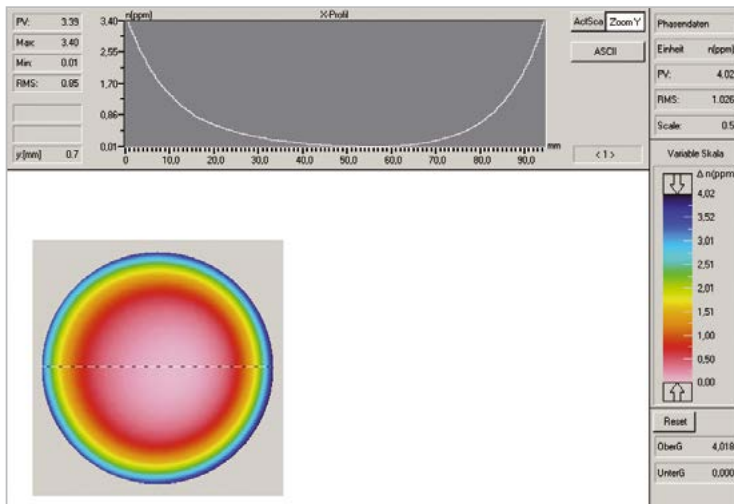 PV: 3.39
Max: 3.40
Min: 0.01
RMS: 0.85
y:[mm] 0.7
n[ppm]
X-Profil
3,40
2,55
1,70
0,86
0,01
0 10,0 20,0 30,0 40,0 50,0 60,0 70,0 80,0 90,0
mm
ActSca Zoom Y
ASCII
< 1 >
Phasendaten
Einheit n(ppm)
PV: 4.02
RMS: 1.026
Scale: 0.5
Variable Skala
Δ n(ppm
4,02
3,52
3,01
2,51
2,01
1,51
1,00
0,50
0,00
Reset
OberG 4,018
UnterG 0,000